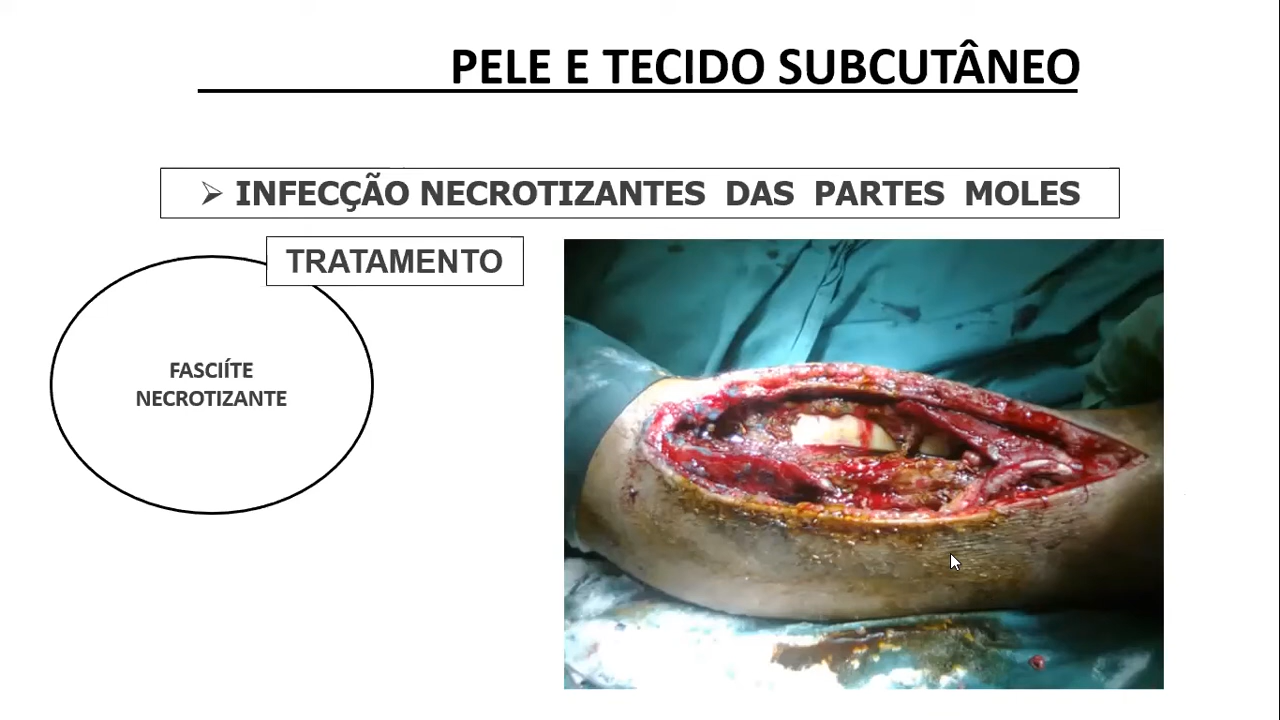 PELE E TECIDO SUBCUTÂNEO
INFECÇÃO NECROTIZANTES DAS PARTES MOLES
TRATAMENTO
FASCIÍTE
NECROTIZANTE